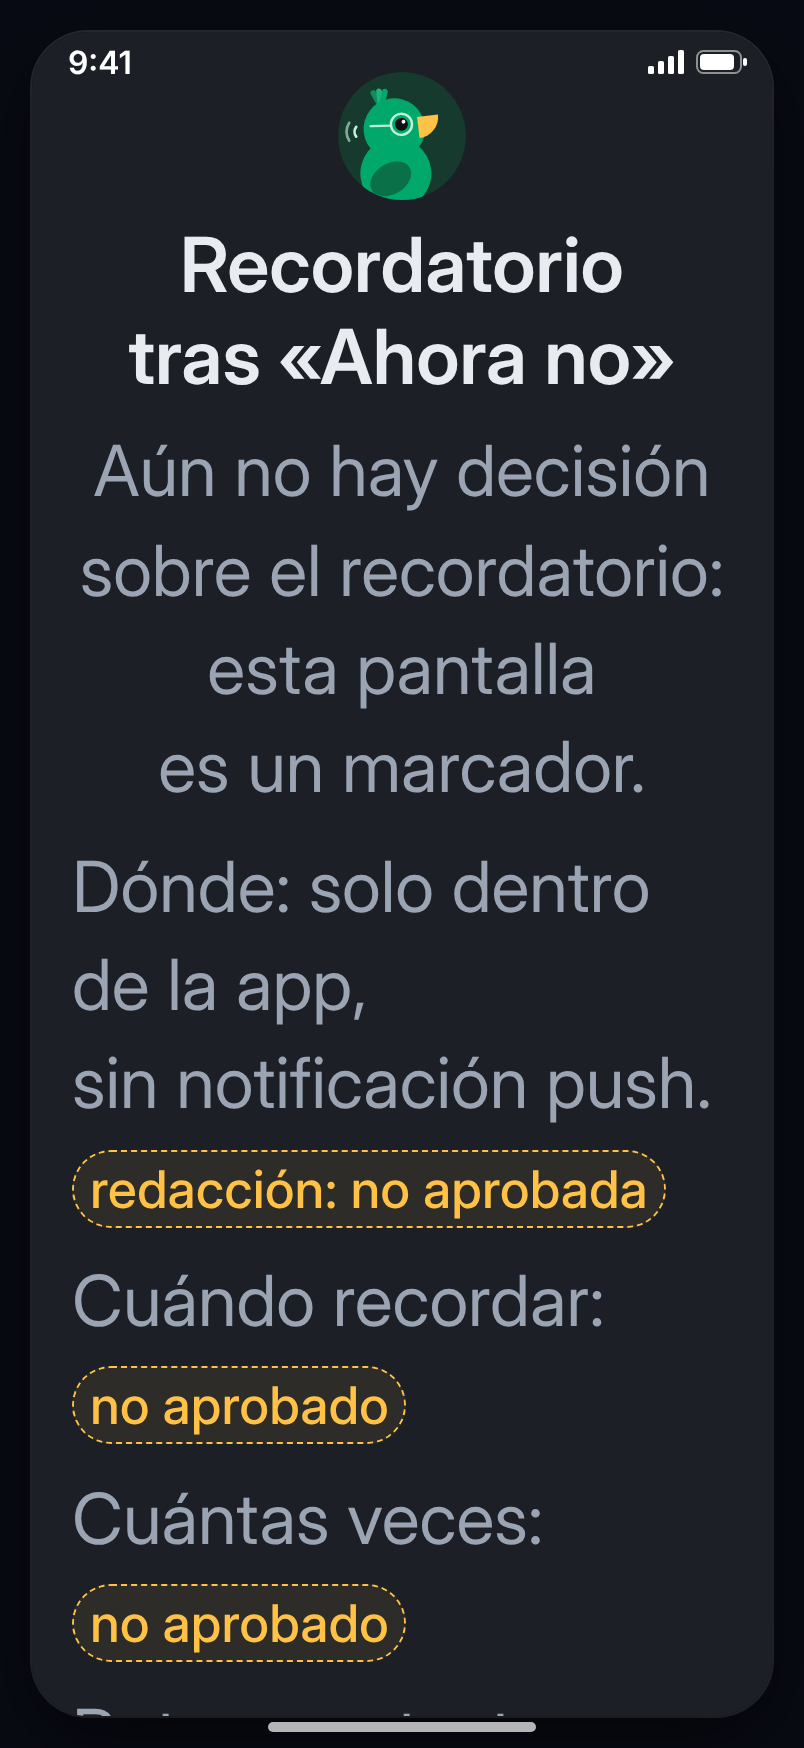 9:41
Recordatorio
tras «Ahora no»
Aún no hay decisión
sobre el recordatorio:
esta pantalla
es un marcador.
Dónde: solo dentro
de la app,
sin notificación push.
redacción: no aprobada
Cuándo recordar:
no aprobado
Cuántas veces:
no aprobado